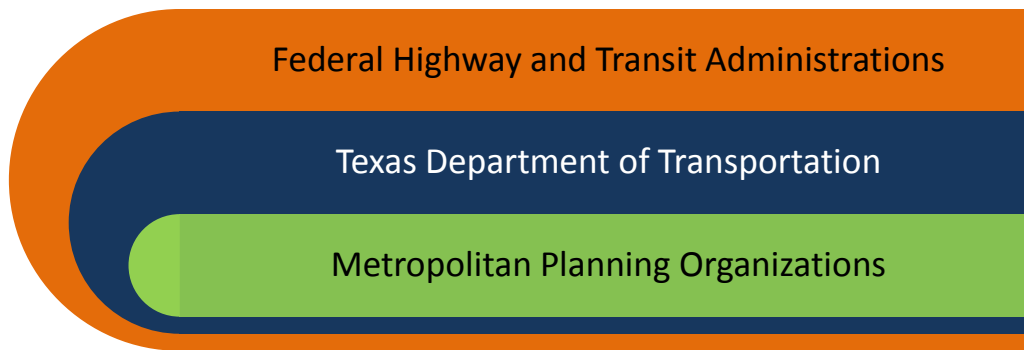 Federal Highway and Transit Administrations
Texas Department of Transportation
Metropolitan Planning Organizations